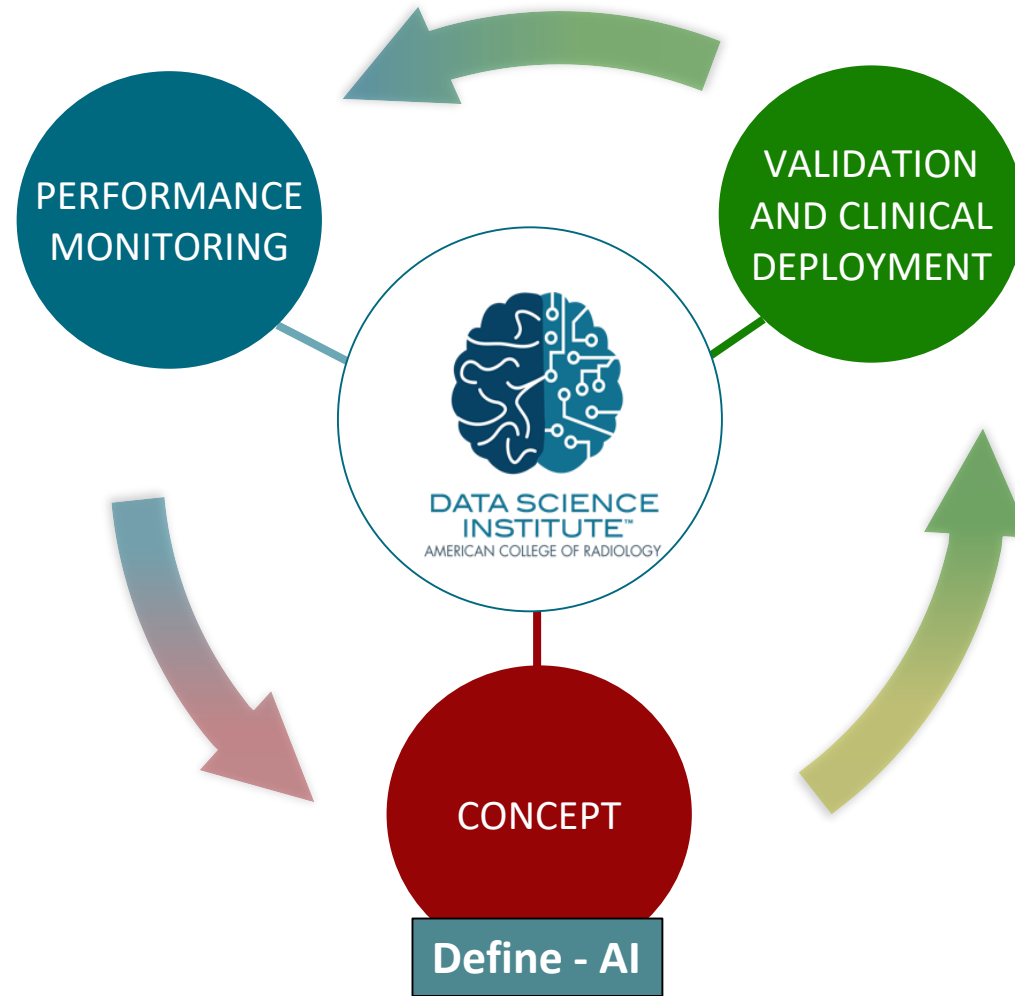 PERFORMANCE
MONITORING
VALIDATION
AND CLINICAL
DEPLOYMENT
DATA SCIENCE
INSTITUTE™
AMERICAN COLLEGE OF RADIOLOGY
CONCEPT
Define - AI